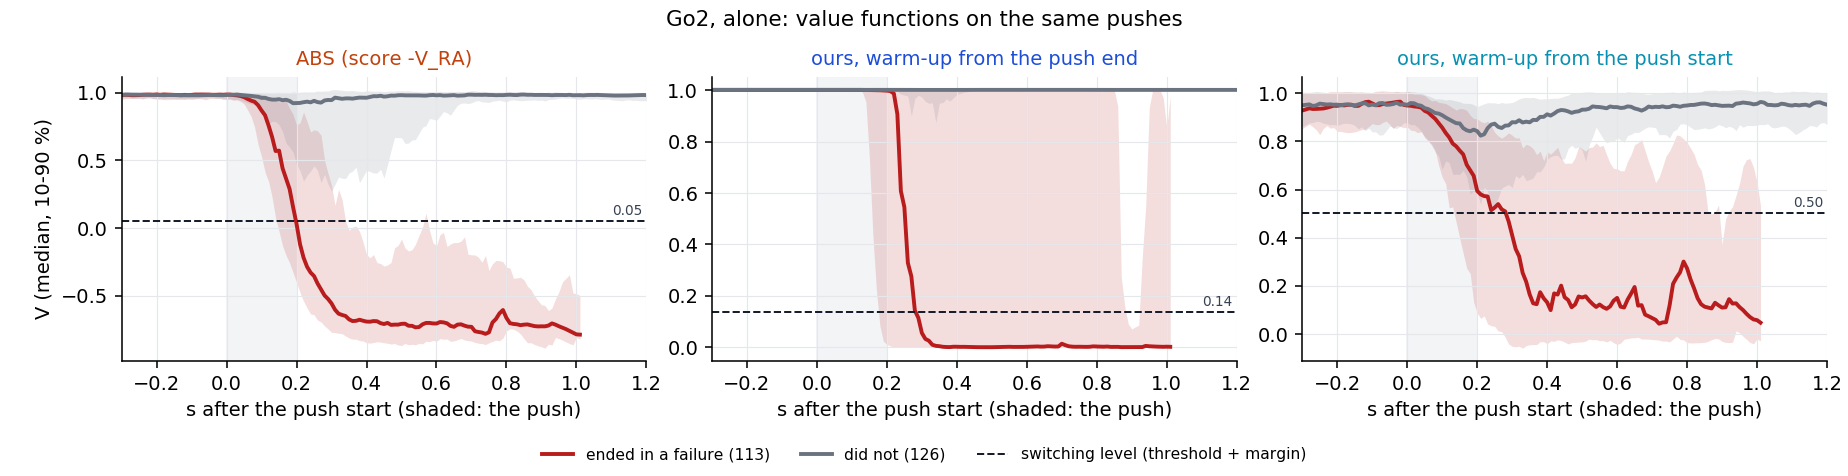 Go2, alone: value functions on the same pushes
ABS (score -V_RA)
V (median, 10-90 %)
1.0
0.5
0.0
−0.5
0.05
−0.2 0.0 0.2 0.4 0.6 0.8 1.0 1.2
s after the push start (shaded: the push)
ours, warm-up from the push end
1.0
0.8
0.6
0.4
0.2
0.0
0.14
−0.2 0.0 0.2 0.4 0.6 0.8 1.0 1.2
s after the push start (shaded: the push)
ours, warm-up from the push start
1.0
0.8
0.6
0.4
0.2
0.0
0.50
−0.2 0.0 0.2 0.4 0.6 0.8 1.0 1.2
s after the push start (shaded: the push)
ended in a failure (113) did not (126) switching level (threshold + margin)